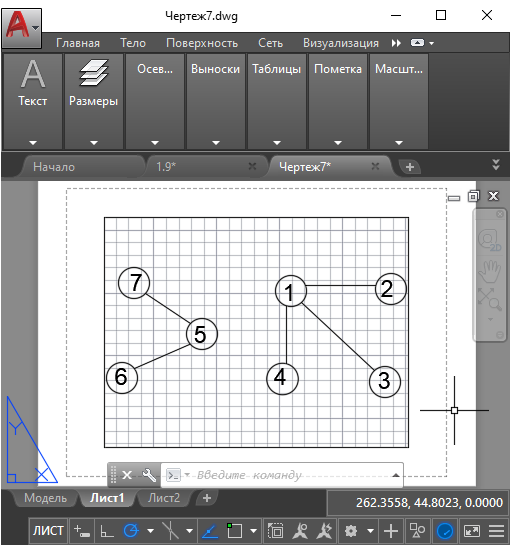 Чертеж7.dwg
Главная Тело Поверхность Сеть Визуализация
Текст Размеры Осев... Выноски Таблицы Пометка Масшт...
Начало 1.9* Чертеж7*
2D
7 1 2
5
6 4 3
Y
X
Введите команду
Модель Лист1 Лист2
262.3558, 44.8023, 0.0000
ЛИСТ